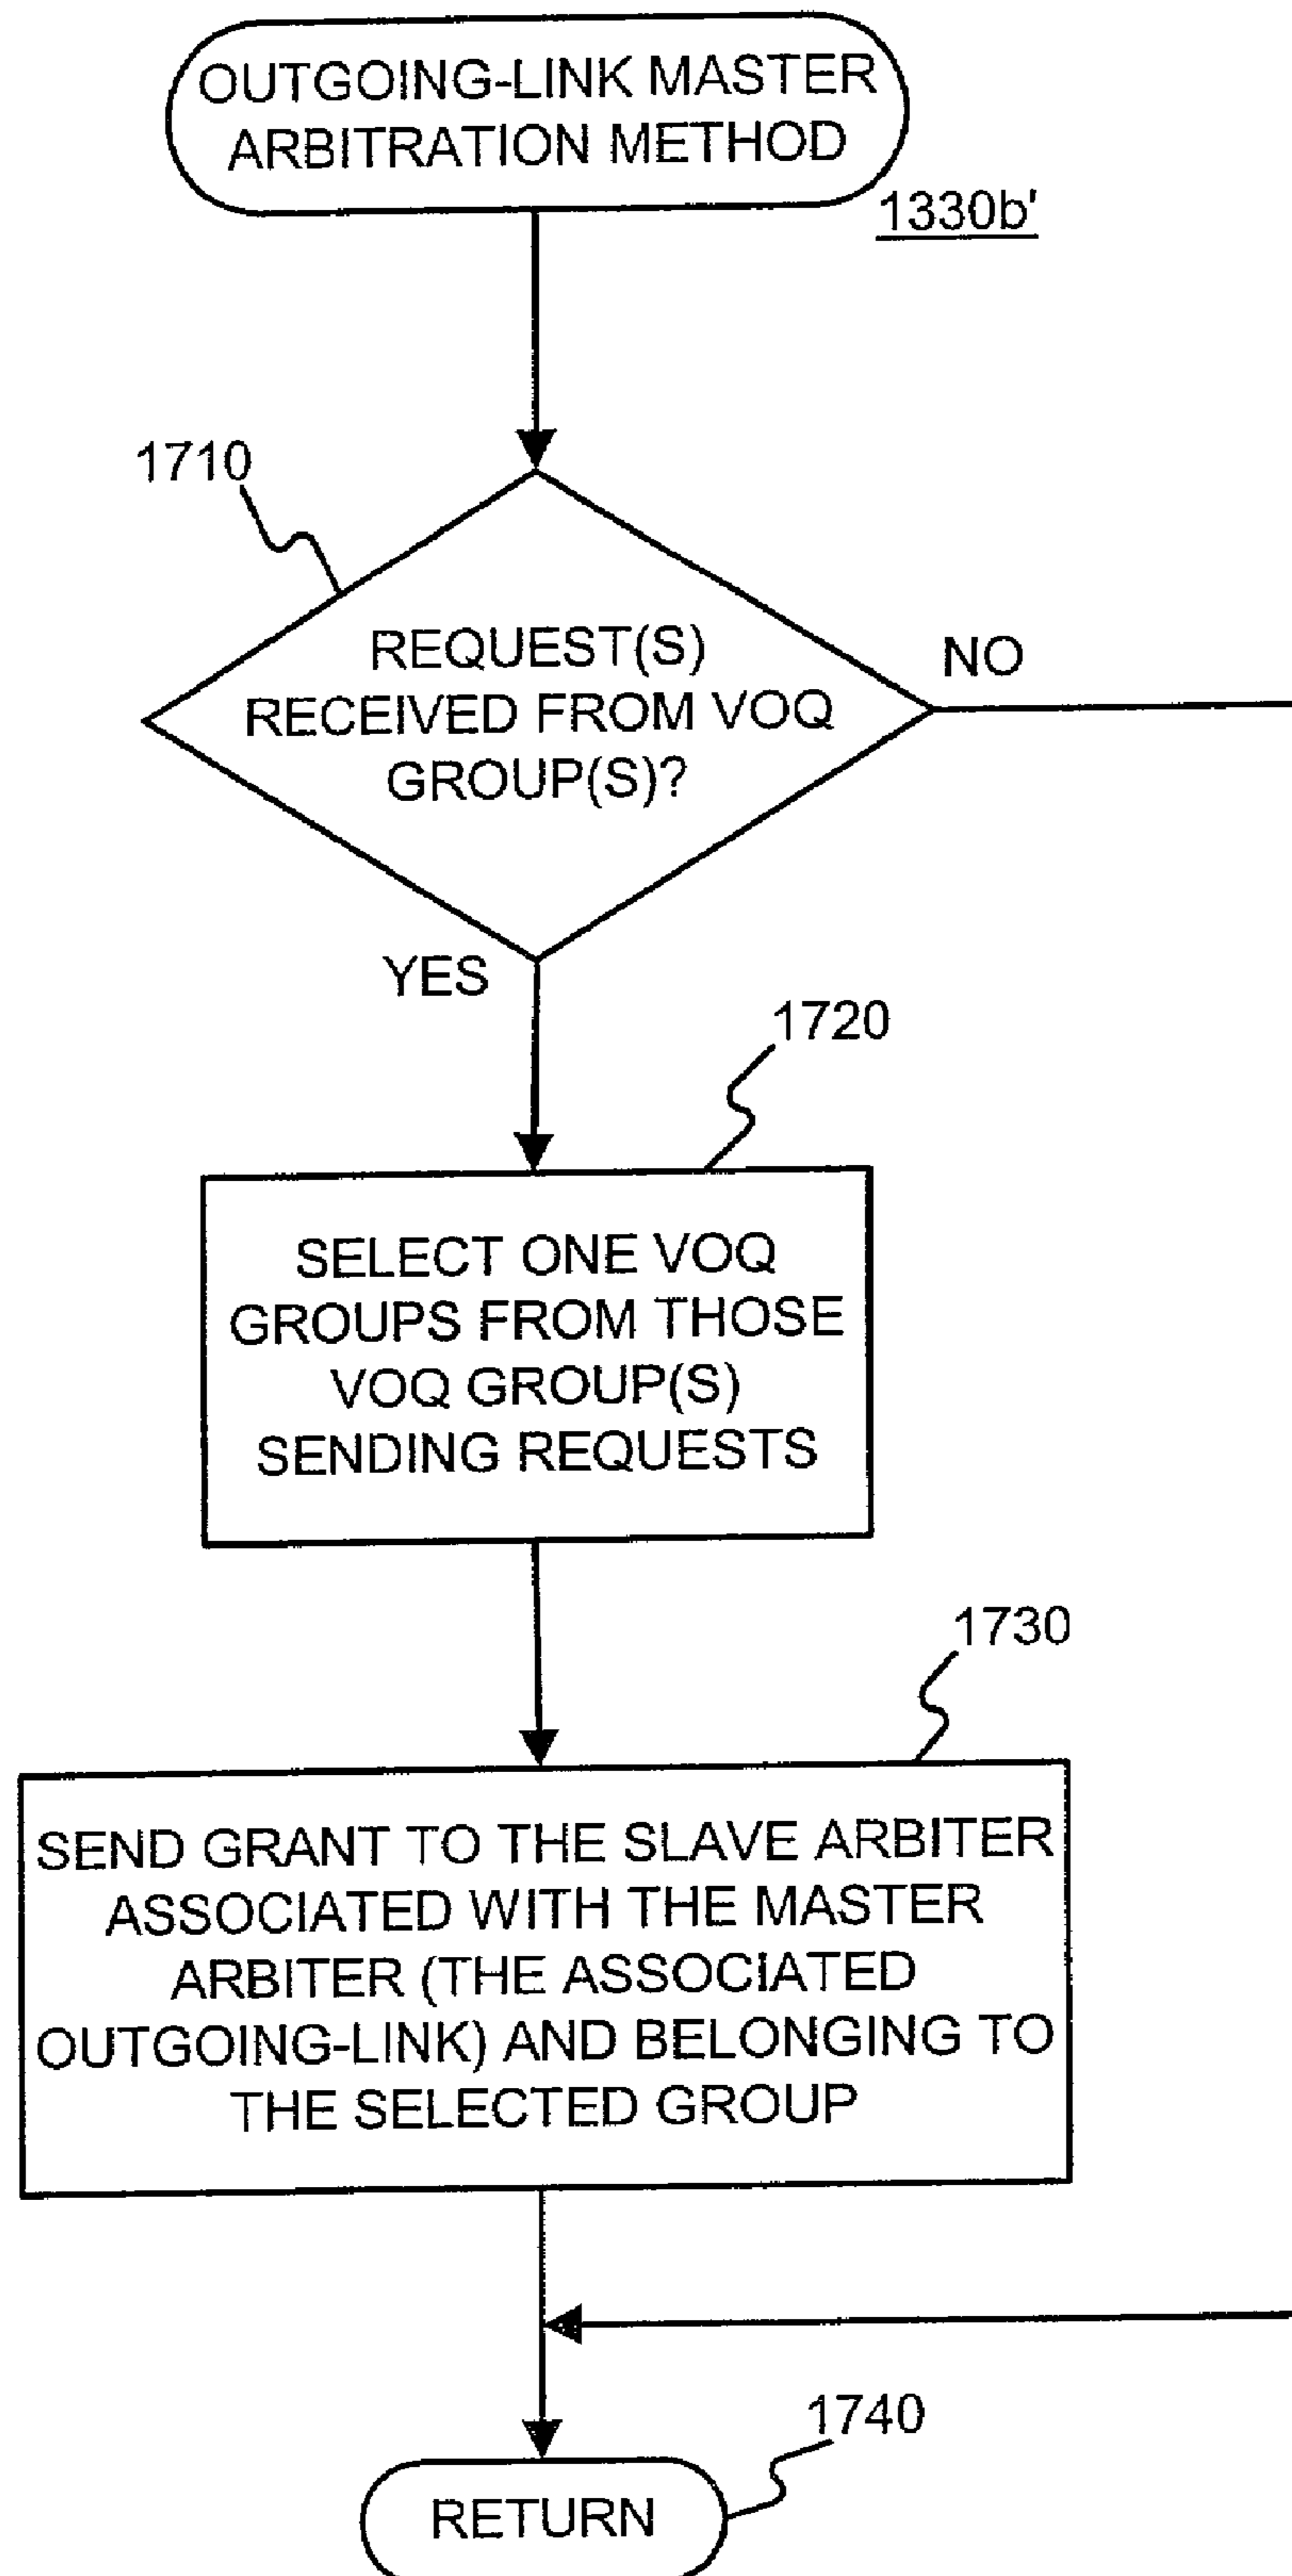 OUTGOING-LINK MASTER
ARBITRATION METHOD
1330b'
1710
REQUEST(S)
RECEIVED FROM VOQ
GROUP(S)?
NO
YES
1720
SELECT ONE VOQ
GROUPS FROM THOSE
VOQ GROUP(S)
SENDING REQUESTS
1730
SEND GRANT TO THE SLAVE ARBITER
ASSOCIATED WITH THE MASTER
ARBITER (THE ASSOCIATED
OUTGOING-LINK) AND BELONGING TO
THE SELECTED GROUP
1740
RETURN